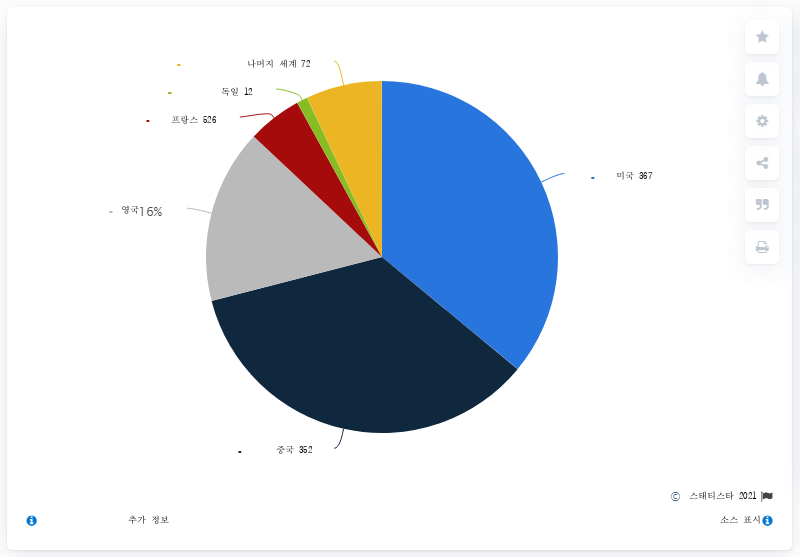 나머지 세계 72
독일 12
프랑스 526
미국 367
영국16%
중국 352
© 스태티스타 2021
추가 정보
소스 표시